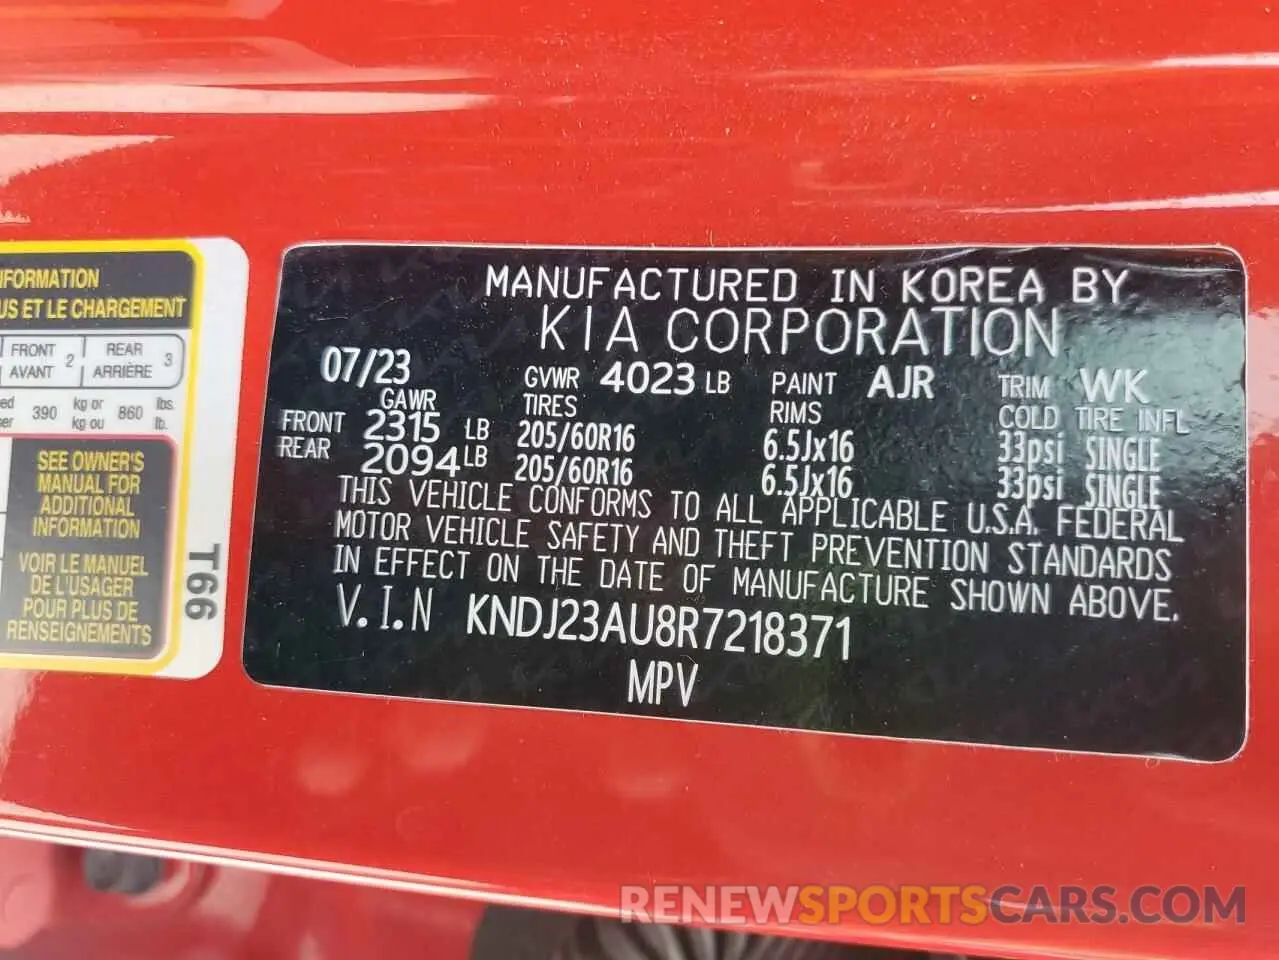 NFORMATION
US ET LE CHARGEMENT
FRONT 2 REAR 3
AVANT ARRIÈRE
390 kg or 860 lbs.
kg ou lb.
SEE OWNER'S
MANUAL FOR
ADDITIONAL
INFORMATION
VOIR LE MANUEL
DE L'USAGER
POUR PLUS DE
RENSEIGNEMENTS
T66
MANUFACTURED IN KOREA BY
KIA CORPORATION
07/23 GVWR 4023 LB PAINT AJR TRIM WK
GAWR TIRES RIMS COLD TIRE INFL
FRONT 2315 LB 205/60R16 6.5Jx16 33psi SINGLE
REAR 2094 LB 205/60R16 6.5Jx16 33psi SINGLE
THIS VEHICLE CONFORMS TO ALL APPLICABLE U.S.A. FEDERAL
MOTOR VEHICLE SAFETY AND THEFT PREVENTION STANDARDS
IN EFFECT ON THE DATE OF MANUFACTURE SHOWN ABOVE.
V.I.N KNDJ23AU8R7218371
MPV
RENEWSPORTSCARS.COM